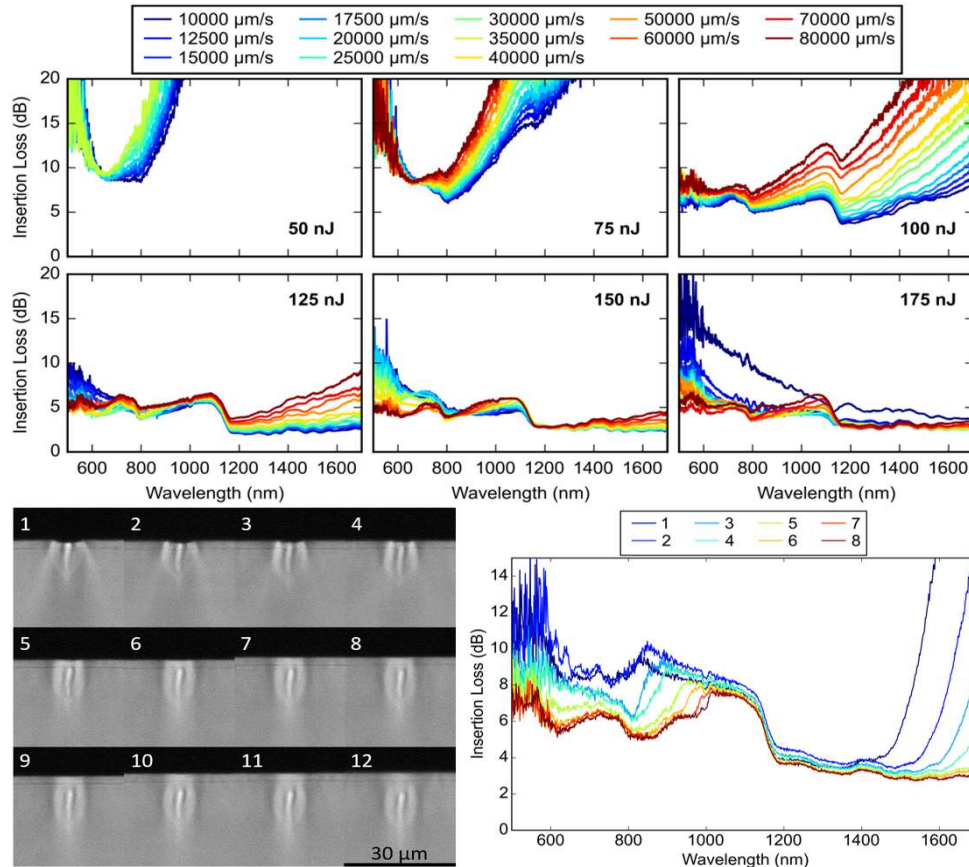 10000 µm/s 17500 µm/s 30000 µm/s 50000 µm/s 70000 µm/s
12500 µm/s 20000 µm/s 35000 µm/s 60000 µm/s 80000 µm/s
15000 µm/s 25000 µm/s 40000 µm/s
Insertion Loss (dB)
20
15
10
5
0
50 nJ
75 nJ
100 nJ
Insertion Loss (dB)
20
15
10
5
0
125 nJ
150 nJ
175 nJ
600 800 1000 1200 1400 1600
600 800 1000 1200 1400 1600
600 800 1000 1200 1400 1600
Wavelength (nm)
Wavelength (nm)
Wavelength (nm)
1 2 3 4
5 6 7 8
9 10 11 12
30 µm
1 3 5 7
2 4 6 8
Insertion Loss (dB)
14
12
10
8
6
4
2
0
600 800 1000 1200 1400 1600
Wavelength (nm)